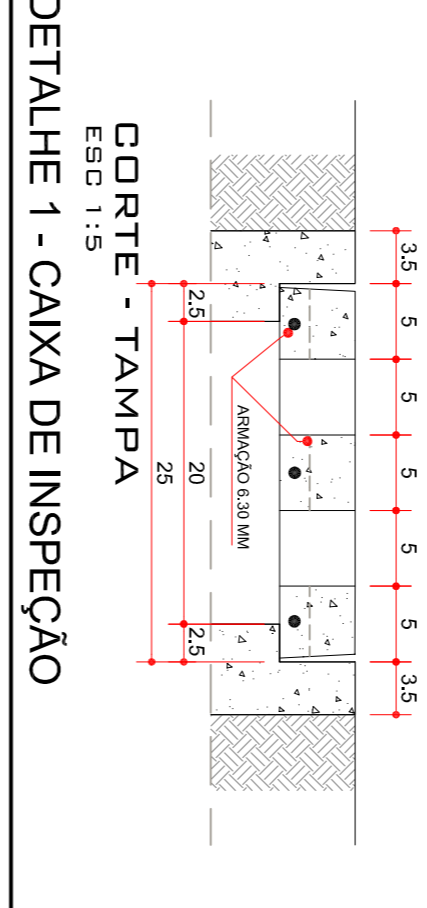 3.5 5 5 5 5 5 3.5
ARMAÇÃO 6.30 MM
2.5 20 2.5
25
CORTE - TAMPA
ESC 1:5
DETALHE 1 - CAIXA DE INSPEÇÃO